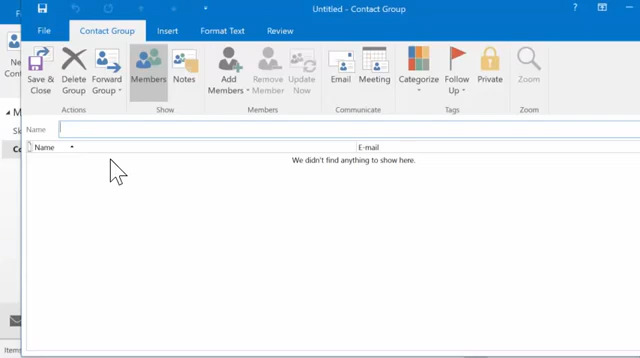 Untitled - Contact Group
?
File
Contact Group
Insert
Format Text
Review
Save & Close
Delete Group
Forward Group
Members
Notes
Add Members
Remove Member
Update Now
Email
Meeting
Categorize
Follow Up
Private
Zoom
Actions
Show
Members
Communicate
Tags
Zoom
Name
Name
E-mail
We didn't find anything to show here.
Items